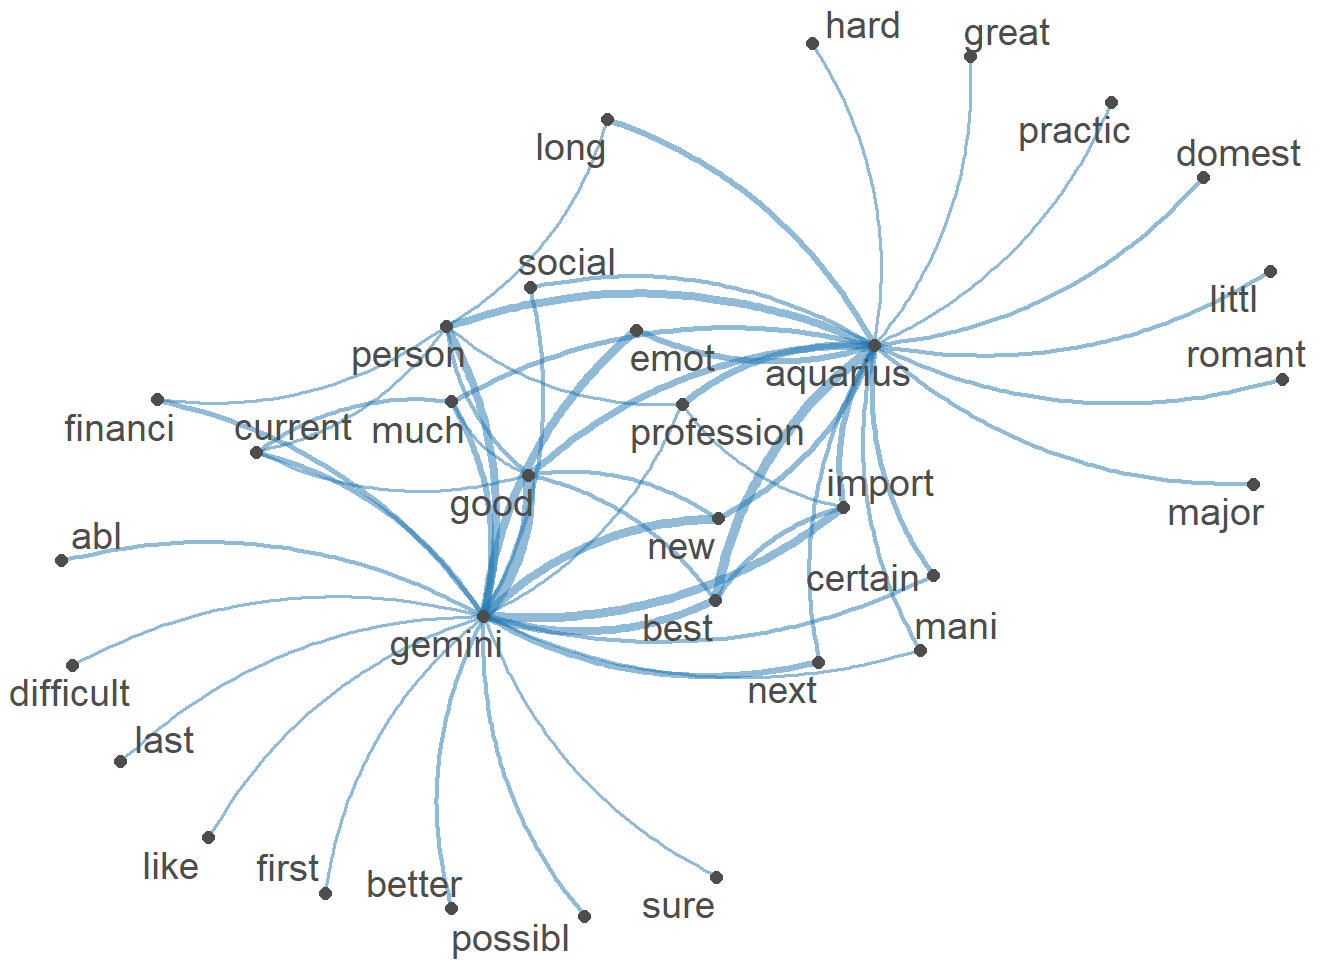 hard
great
practic
long
domest
social
littl
person
emot
aquarius
romant
financi
current
much
profession
good
import
major
abl
new
certain
gemini
best
mani
difficult
next
last
like
first
better
sure
possibl